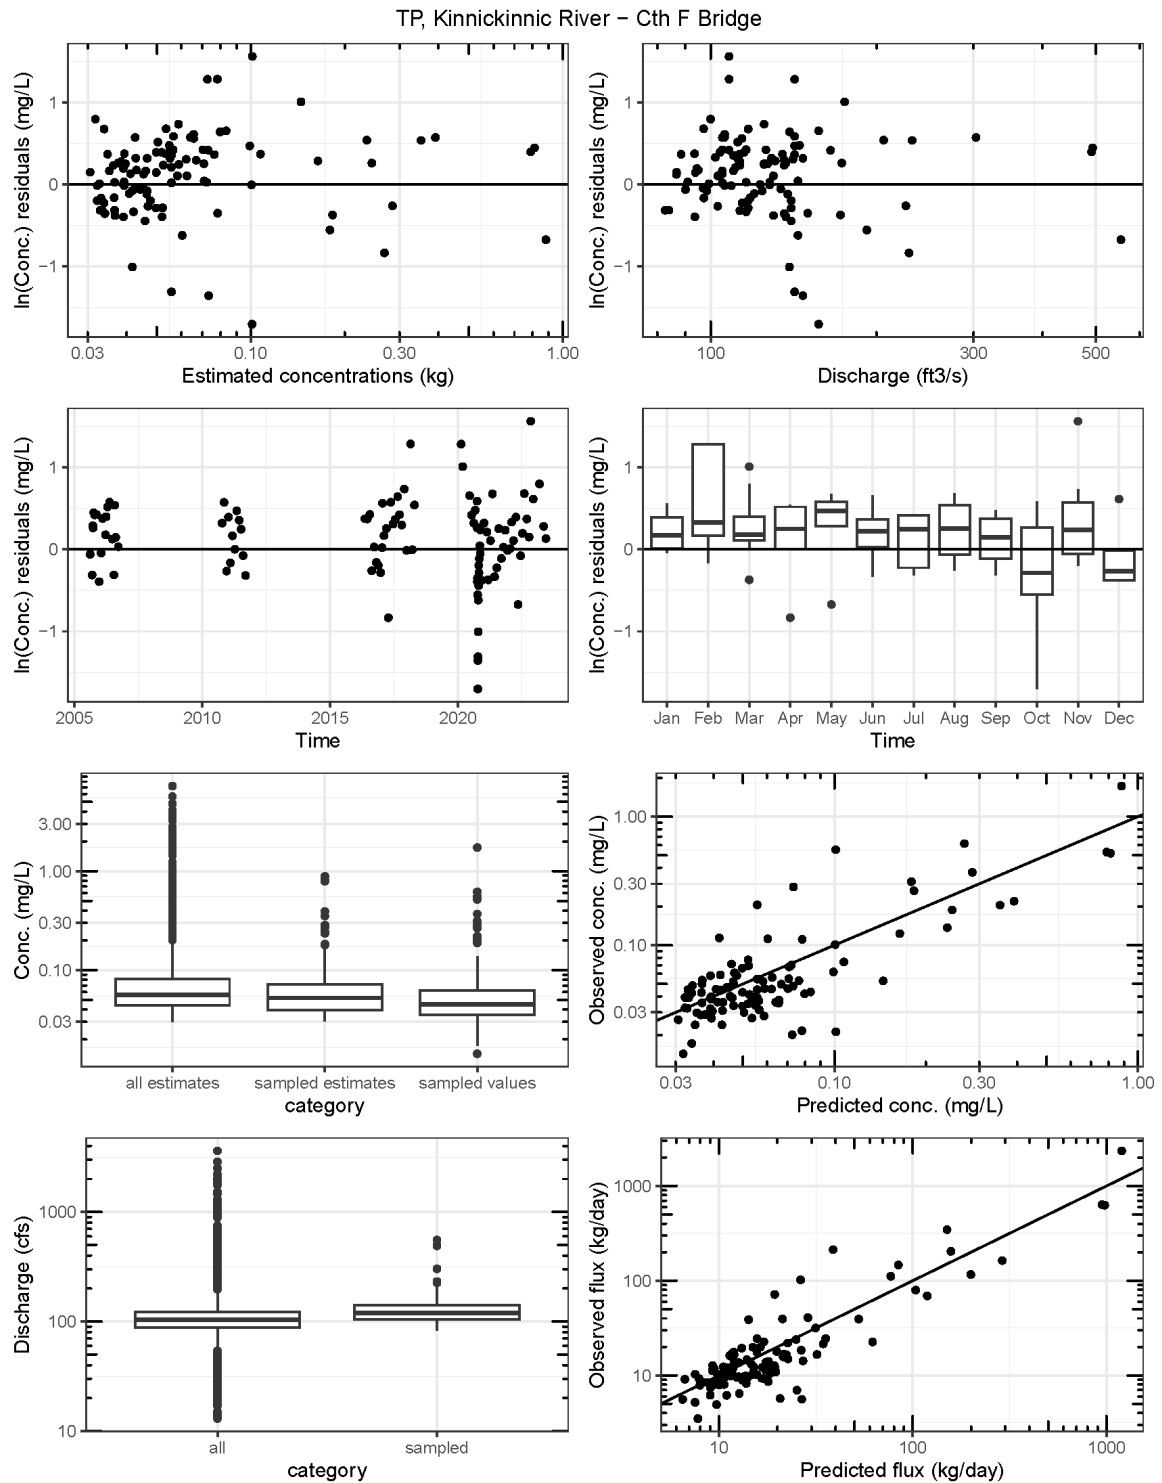 TP, Kinnickinnic River − Cth F Bridge
ln(Conc.) residuals (mg/L)
1
0
−1
0.03 0.10 0.30 1.00
Estimated concentrations (kg)
ln(Conc.) residuals (mg/L)
1
0
−1
100 300 500
Discharge (ft3/s)
ln(Conc.) residuals (mg/L)
1
0
−1
2005 2010 2015 2020
Time
ln(Conc.) residuals (mg/L)
1
0
−1
Jan Feb Mar Apr May Jun Jul Aug Sep Oct Nov Dec
Time
Conc. (mg/L)
3.00
1.00
0.30
0.10
0.03
all estimates sampled estimates sampled values
category
Observed conc. (mg/L)
1.00
0.30
0.10
0.03
0.03 0.10 0.30 1.00
Predicted conc. (mg/L)
Discharge (cfs)
1000
100
10
all sampled
category
Observed flux (kg/day)
1000
100
10
10 100 1000
Predicted flux (kg/day)